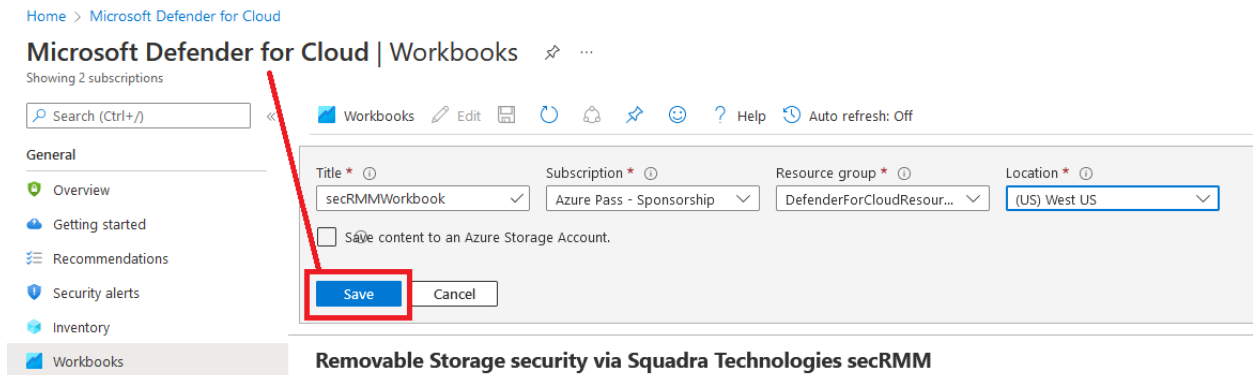 Home > Microsoft Defender for Cloud
Microsoft Defender for Cloud | Workbooks ...
Showing 2 subscriptions
Search (Ctrl+/)
«
Workbooks Edit ? Help Auto refresh: Off
General
Overview
Getting started
Recommendations
Security alerts
Inventory
Workbooks
Title * Subscription * Resource group * Location *
secRMMWorkbook Azure Pass - Sponsorship DefenderForCloudResour... (US) West US
Save content to an Azure Storage Account.
Save Cancel
Removable Storage security via Squadra Technologies secRMM